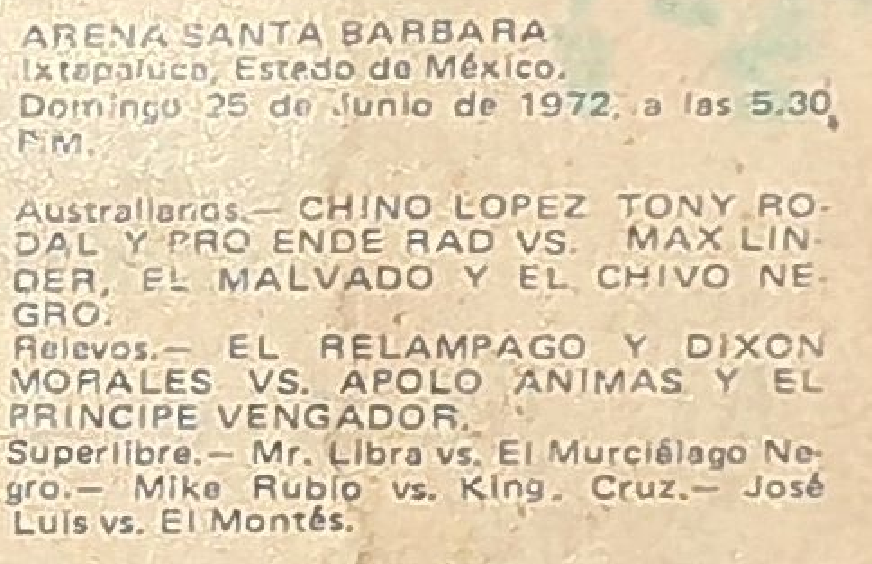 ARENA SANTA BARBARA
Ixtapaluca, Estado de México.
Domingo 25 de Junio de 1972, a las 5.30,
P.M.
Australianas.— CHINO LOPEZ TONY RO-
DAL Y PRO ENDE RAD VS. MAX LIN-
DER, EL MALVADO Y EL CHIVO NE-
GRO.
Relevos.— EL RELAMPAGO Y DIXON
MORALES VS. APOLO ANIMAS Y EL
PRINCIPE VENGADOR.
Superlibre.— Mr. Libra vs. El Murciélago Ne-
gro.— Mike Rubio vs. King. Cruz.— José
Luis vs. El Montés.